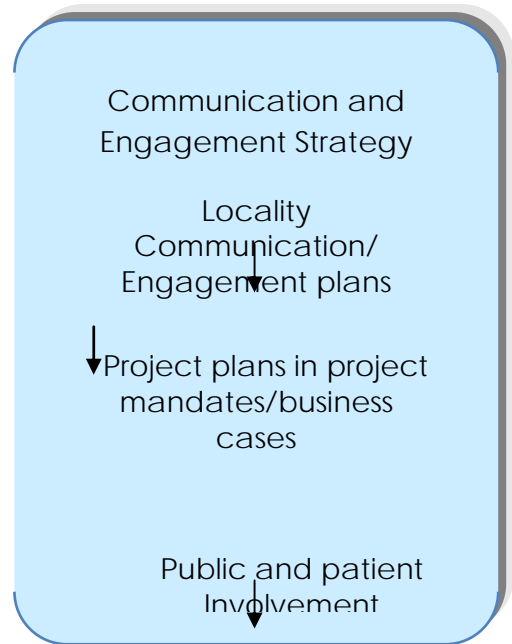 Communication and
Engagement Strategy
Locality
Communication/
Engagement plans
Project plans in project
mandates/business
cases
Public and patient
Involvement